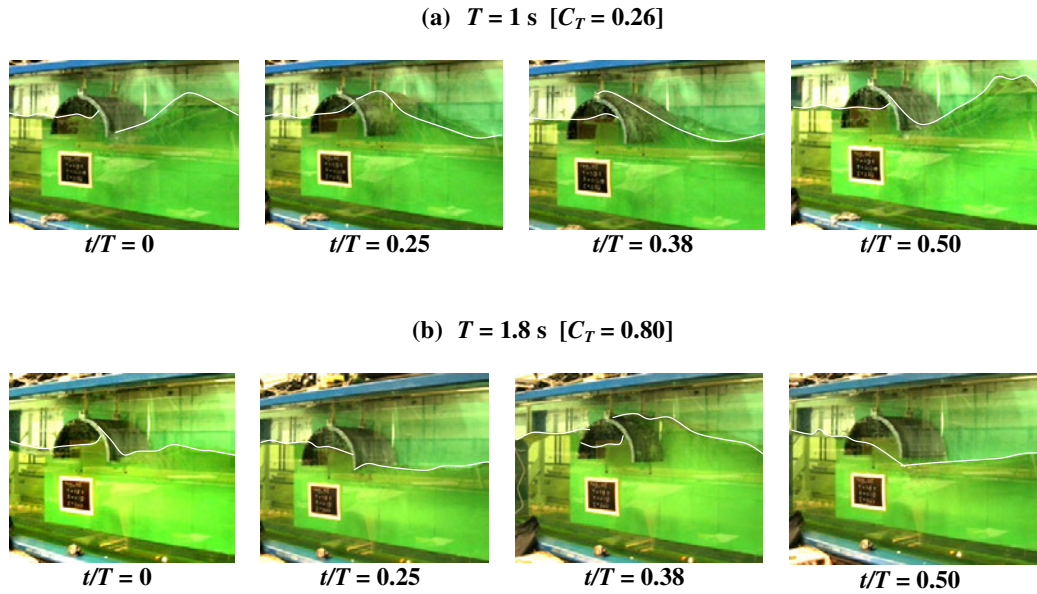 (a) T = 1 s [C_T = 0.26]
t/T = 0
t/T = 0.25
t/T = 0.38
t/T = 0.50
(b) T = 1.8 s [C_T = 0.80]
t/T = 0
t/T = 0.25
t/T = 0.38
t/T = 0.50